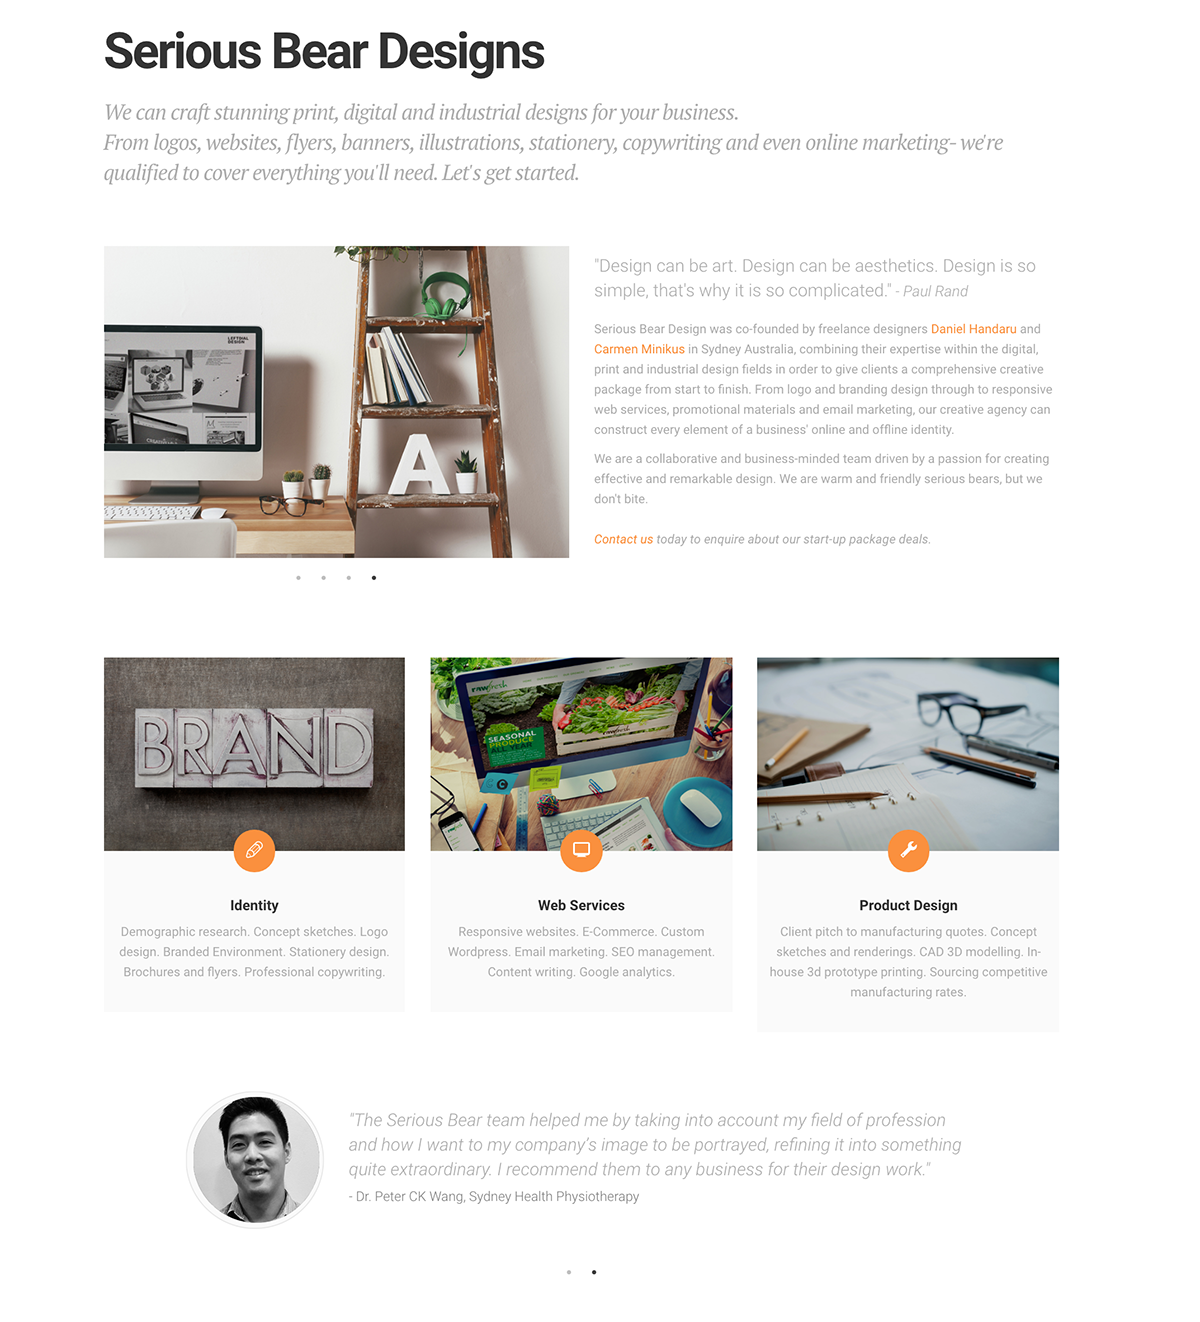 Serious Bear Designs
We can craft stunning print, digital and industrial designs for your business.
From logos, websites, flyers, banners, illustrations, stationery, copywriting and even online marketing- we're
qualified to cover everything you'll need. Let's get started.
LEFTDIAL
DESIGN
A
"Design can be art. Design can be aesthetics. Design is so
simple, that's why it is so complicated." - Paul Rand
Serious Bear Design was co-founded by freelance designers Daniel Handaru and
Carmen Minikus in Sydney Australia, combining their expertise within the digital,
print and industrial design fields in order to give clients a comprehensive creative
package from start to finish. From logo and branding design through to responsive
web services, promotional materials and email marketing, our creative agency can
construct every element of a business' online and offline identity.
We are a collaborative and business-minded team driven by a passion for creating
effective and remarkable design. We are warm and friendly serious bears, but we
don't bite.
Contact us today to enquire about our start-up package deals.
BRAND
rawfresh
SEASONAL
PRODUCE
ALL YEAR
rawfresh
Identity
Demographic research. Concept sketches. Logo
design. Branded Environment. Stationery design.
Brochures and flyers. Professional copywriting.
Web Services
Responsive websites. E-Commerce. Custom
Wordpress. Email marketing. SEO management.
Content writing. Google analytics.
Product Design
Client pitch to manufacturing quotes. Concept
sketches and renderings. CAD 3D modelling. In-
house 3d prototype printing. Sourcing competitive
manufacturing rates.
"The Serious Bear team helped me by taking into account my field of profession
and how I want to my company's image to be portrayed, refining it into something
quite extraordinary. I recommend them to any business for their design work."
- Dr. Peter CK Wang, Sydney Health Physiotherapy